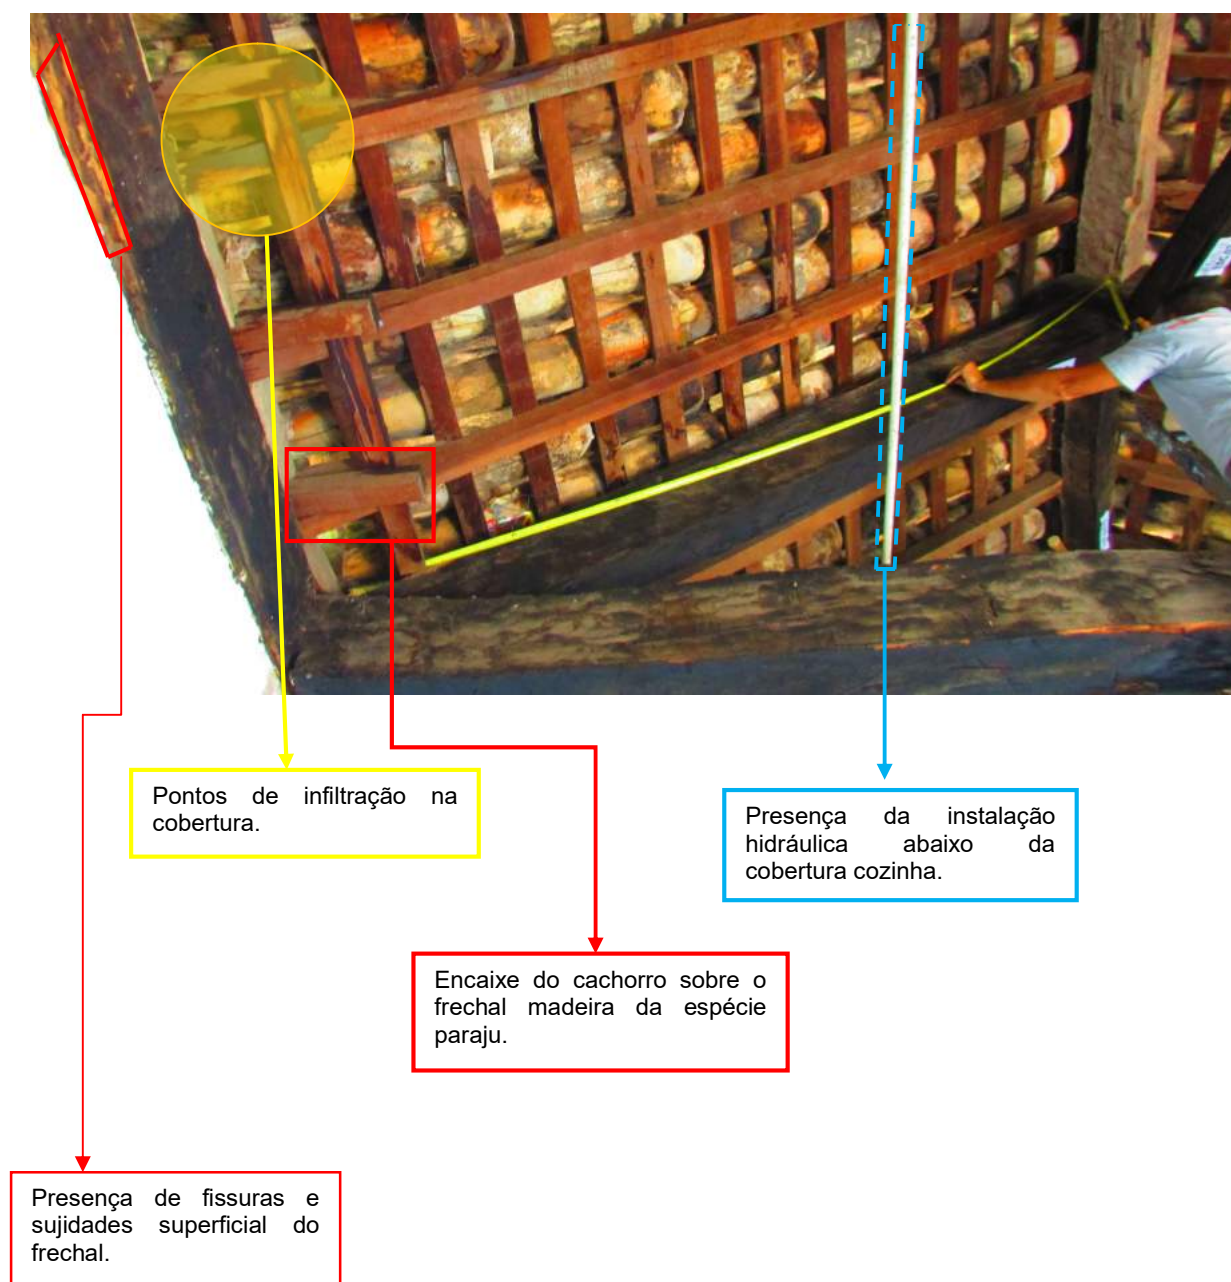 Pontos de infiltração na
cobertura.
Presença da instalação
hidráulica abaixo da
cobertura cozinha.
Encaixe do cachorro sobre o
frechal madeira da espécie
paraju.
Presença de fissuras e
sujidades superficial do
frechal.